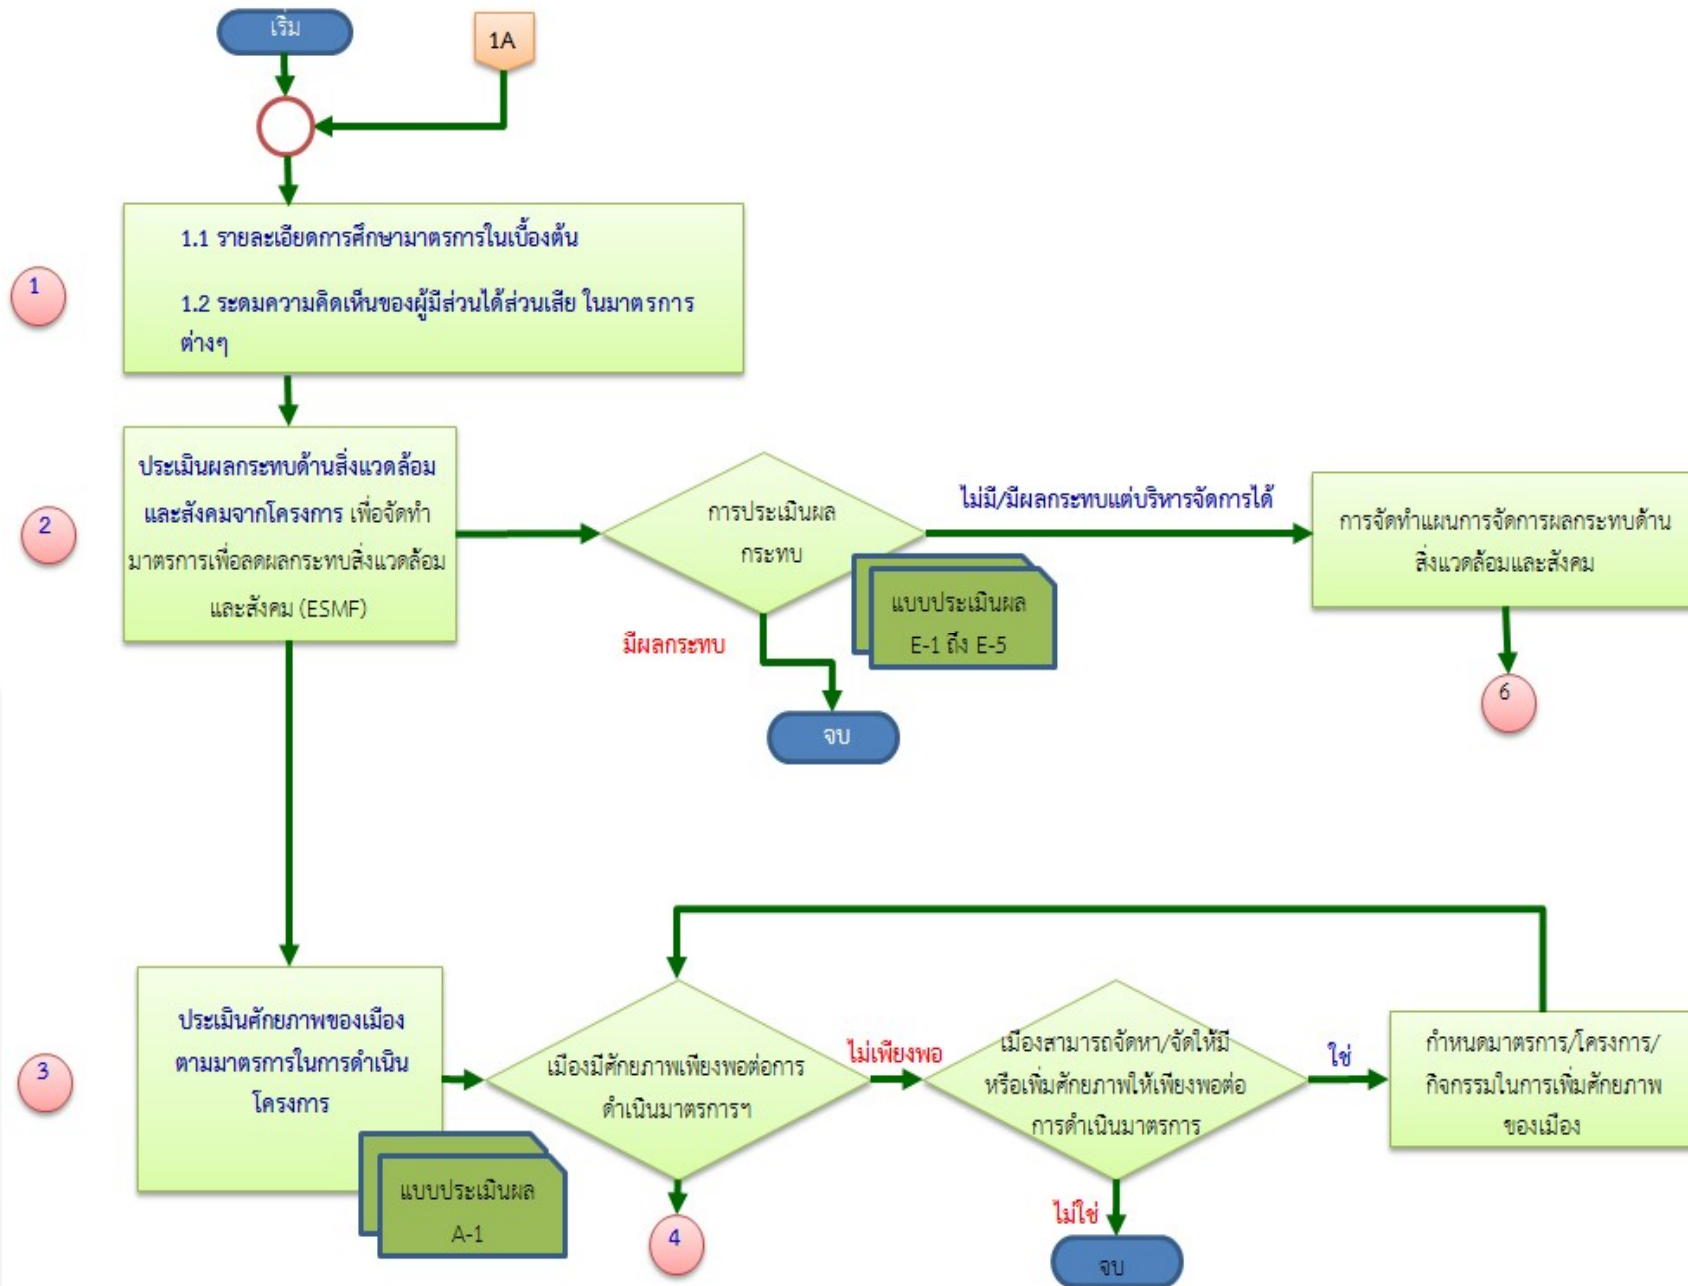 เริ่ม
1A
1
1.1 รายละเอียดการศึกษามาตรการในเบื้องต้น
1.2 ระดมความคิดเห็นของผู้มีส่วนได้ส่วนเสีย ในมาตรการ
ต่างๆ
2
ประเมินผลกระทบด้านสิ่งแวดล้อม
และสังคมจากโครงการ เพื่อจัดทำ
มาตรการเพื่อลดผลกระทบสิ่งแวดล้อม
และสังคม (ESMF)
การประเมินผล
กระทบ
ไม่มี/มีผลกระทบแต่บริหารจัดการได้
การจัดทำแผนการจัดการผลกระทบด้าน
สิ่งแวดล้อมและสังคม
แบบประเมินผล
E-1 ถึง E-5
มีผลกระทบ
จบ
6
3
ประเมินศักยภาพของเมือง
ตามมาตรการในการดำเนิน
โครงการ
แบบประเมินผล
A-1
เมืองมีศักยภาพเพียงพอต่อการ
ดำเนินมาตรการฯ
ไม่เพียงพอ
เมืองสามารถจัดหา/จัดให้มี
หรือเพิ่มศักยภาพให้เพียงพอต่อ
การดำเนินมาตรการ
ใช่
กำหนดมาตรการ/โครงการ/
กิจกรรมในการเพิ่มศักยภาพ
ของเมือง
4
ไม่ใช่
จบ